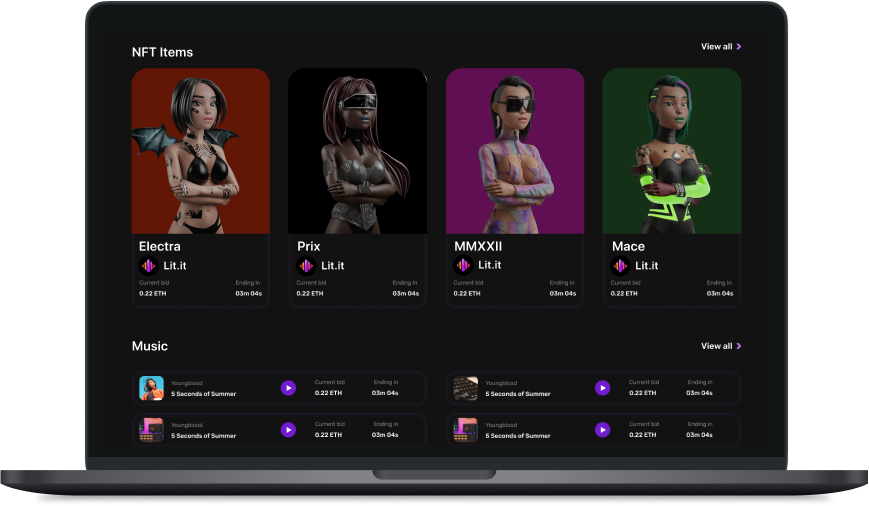 NFT Items
View all
Electra
Lit.it
Current bid
Ending in
0.22 ETH
03m 04s
Prix
Lit.it
Current bid
Ending in
0.22 ETH
03m 04s
MMXXII
Lit.it
Current bid
Ending in
0.22 ETH
03m 04s
Mace
Lit.it
Current bid
Ending in
0.22 ETH
03m 04s
Music
View all
Youngblood
5 Seconds of Summer
Current bid
0.22 ETH
Ending in
03m 04s
Youngblood
5 Seconds of Summer
Current bid
0.22 ETH
Ending in
03m 04s
Youngblood
5 Seconds of Summer
Current bid
0.22 ETH
Ending in
03m 04s
Youngblood
5 Seconds of Summer
Current bid
0.22 ETH
Ending in
03m 04s